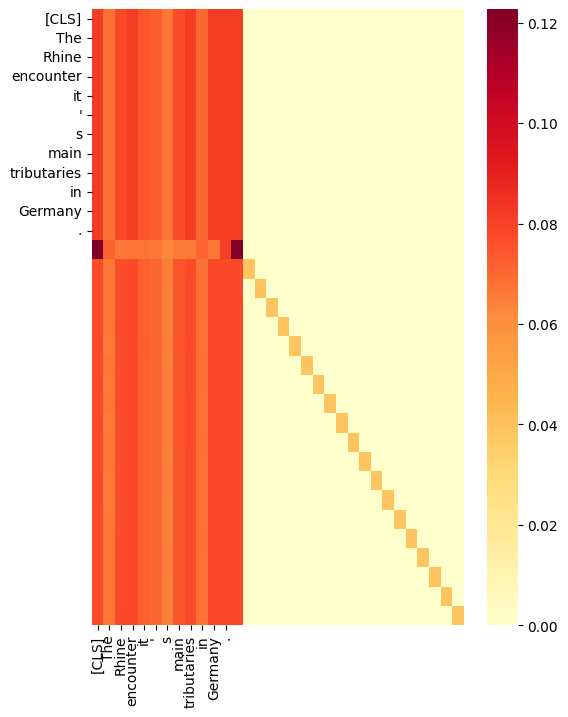 [CLS]
The
Rhine
encounter
it
'
s
main
tributaries
in
Germany
.
0.12
0.10
0.08
0.06
0.04
0.02
0.00
[CLS]
The
Rhine
encounter
it
'
s
main
tributaries
in
Germany
.